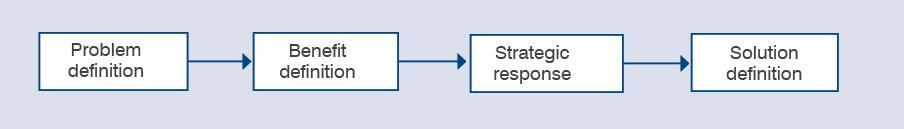 Problem
definition
Benefit
definition
Strategic
response
Solution
definition